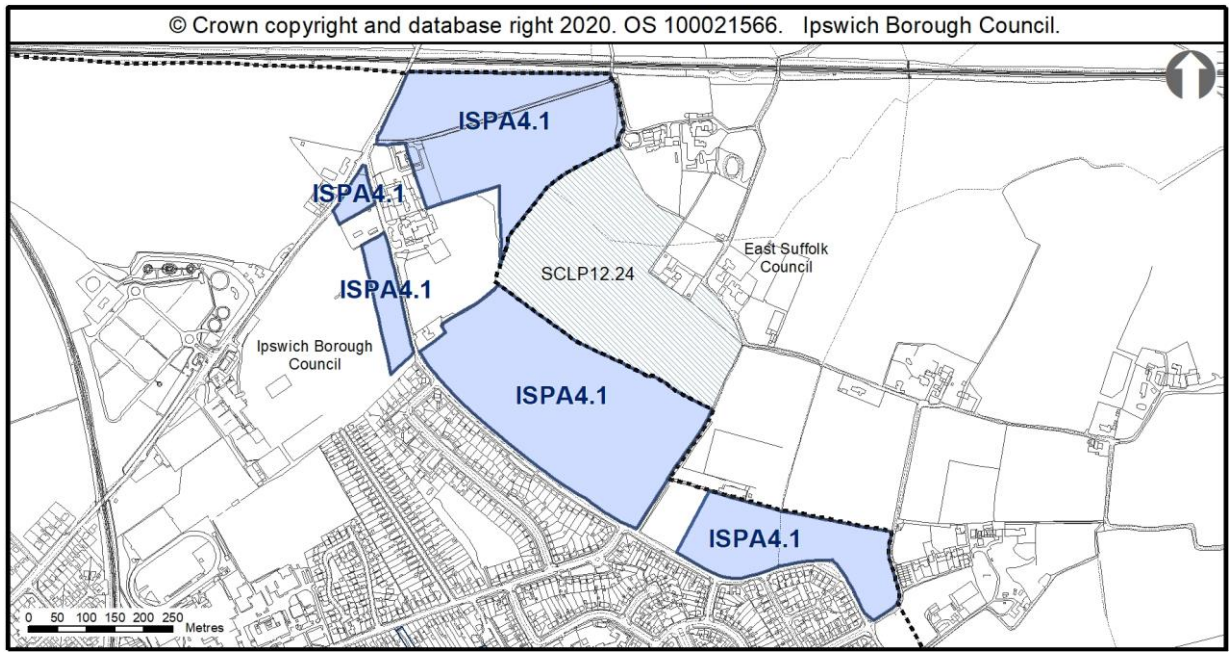 © Crown copyright and database right 2020. OS 100021566. Ipswich Borough Council.
ISPA4.1
ISPA4.1
East Suffolk
Council
SCLP12.24
ISPA4.1
Ipswich Borough
Council
ISPA4.1
ISPA4.1
0 50 100 150 200 250
Metres